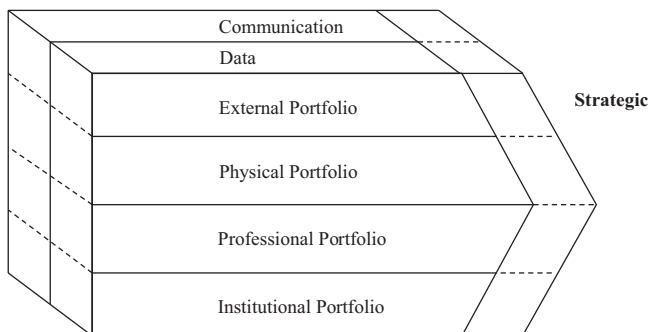 Communication
Data
External Portfolio
Strategic
Physical Portfolio
Professional Portfolio
Institutional Portfolio